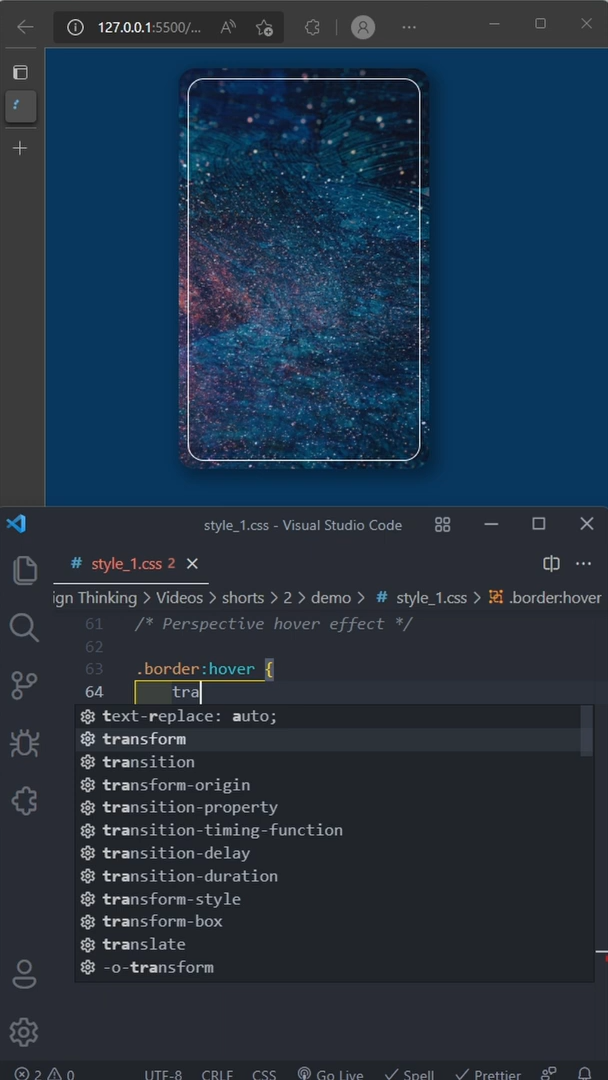 127.0.0.1:5500/...
style_1.css - Visual Studio Code
# style_1.css 2
ign Thinking > Videos > shorts > 2 > demo > # style_1.css > .border:hover
61 /* Perspective hover effect */
62
63 .border:hover {
64 tra
text-replace: auto;
transform
transition
transform-origin
transition-property
transition-timing-function
transition-delay
transition-duration
transform-style
transform-box
translate
-o-transform
2 0 UTF-8 CRLF CSS Go Live Spell Prettier